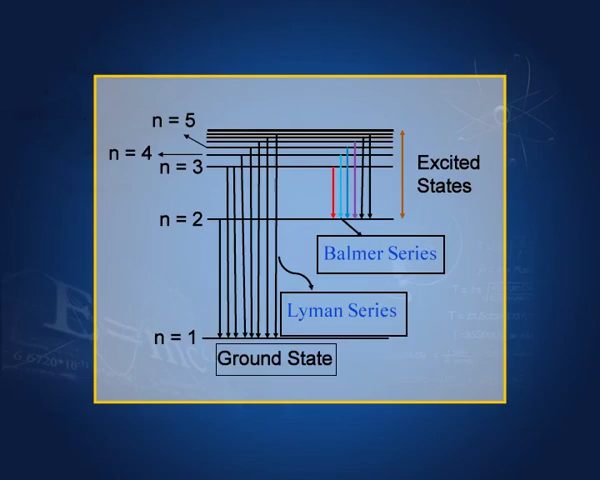 n = 5
n = 4
n = 3
Excited
States
n = 2
Balmer Series
Lyman Series
n = 1
Ground State